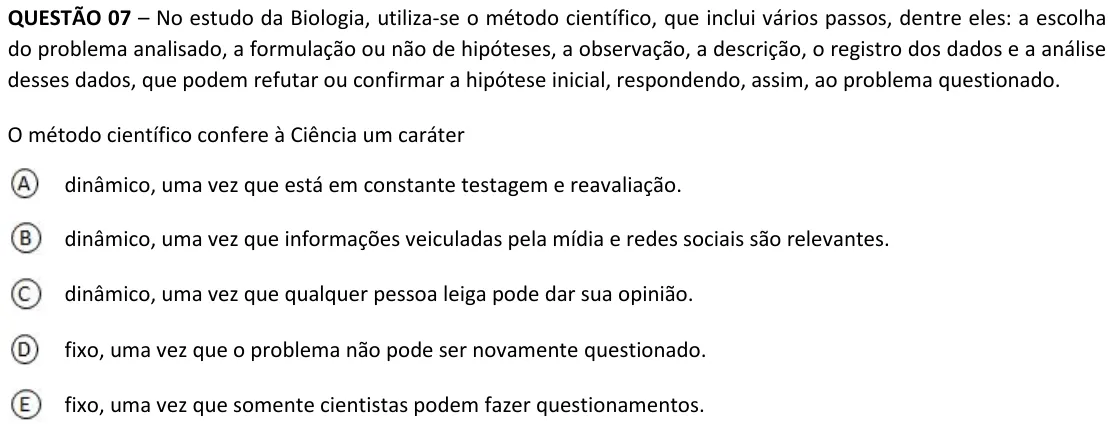 QUESTÃO 07 – No estudo da Biologia, utiliza-se o método científico, que inclui vários passos, dentre eles: a escolha
do problema analisado, a formulação ou não de hipóteses, a observação, a descrição, o registro dos dados e a análise
desses dados, que podem refutar ou confirmar a hipótese inicial, respondendo, assim, ao problema questionado.
O método científico confere à Ciência um caráter
A dinâmico, uma vez que está em constante testagem e reavaliação.
B dinâmico, uma vez que informações veiculadas pela mídia e redes sociais são relevantes.
C dinâmico, uma vez que qualquer pessoa leiga pode dar sua opinião.
D fixo, uma vez que o problema não pode ser novamente questionado.
E fixo, uma vez que somente cientistas podem fazer questionamentos.